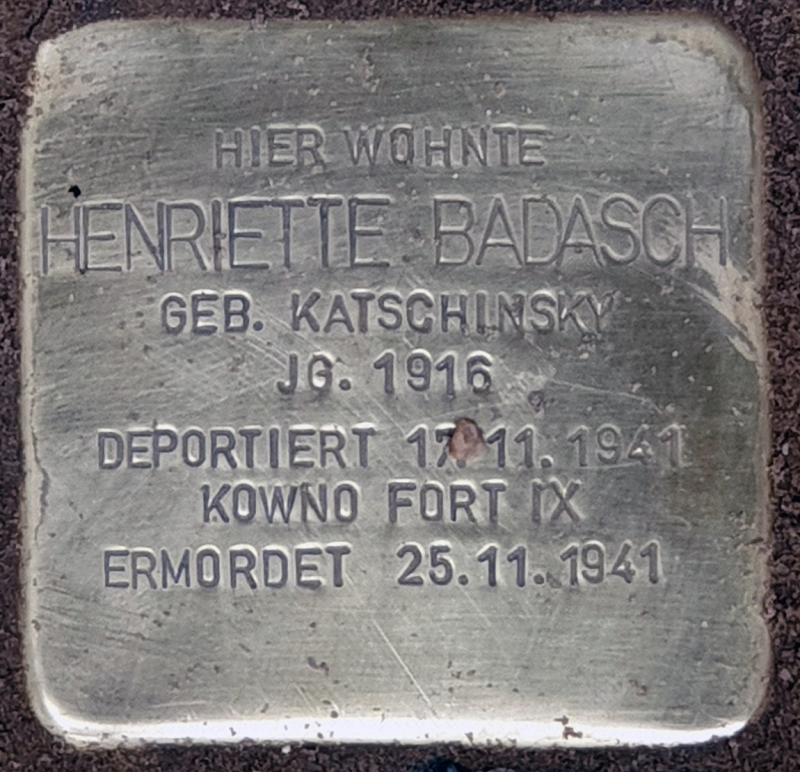 HIER WOHNTE
HENRIETTE BADASCH
GEB. KATSCHINSKY
JG. 1916
DEPORTIERT 17.11.1941
KOWNO FORT IX
ERMORDET 25.11.1941